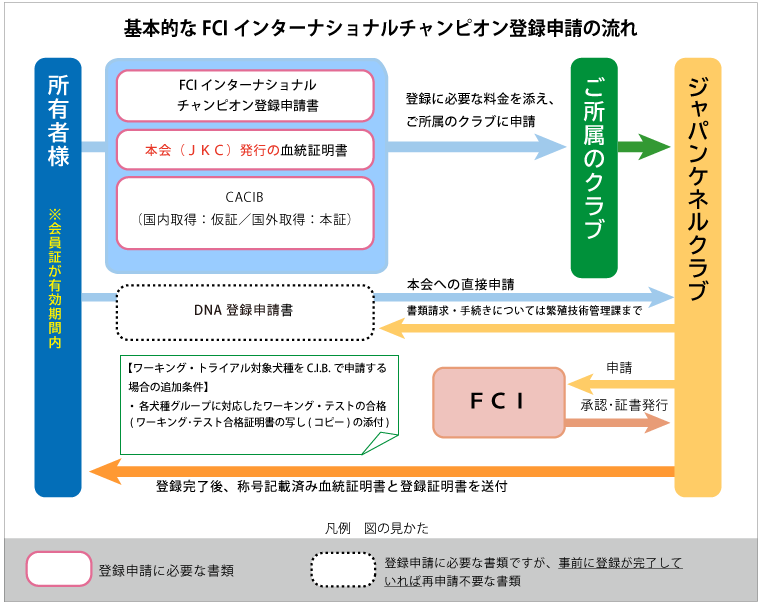 基本的なFCIインターナショナルチャンピオン登録申請の流れ
所有者様
※会員証が有効期間内
FCIインターナショナル
チャンピオン登録申請書
本会（ＪＫＣ）発行の血統証明書
CACIB
（国内取得：仮証／国外取得：本証）
登録に必要な料金を添え、
ご所属のクラブに申請
ご所属のクラブ
ジャパンケネルクラブ
DNA登録申請書
本会への直接申請
書類請求・手続きについては繁殖技術管理課まで
【ワーキング・トライアル対象犬種をC.I.B.で申請する
場合の追加条件】
・各犬種グループに対応したワーキング・テストの合格
(ワーキング・テスト合格証明書の写し(コピー)の添付)
ＦＣＩ
申請
承認・証書発行
登録完了後、称号記載済み血統証明書と登録証明書を送付
凡例　図の見かた
登録申請に必要な書類
登録申請に必要な書類ですが、事前に登録が完了して
いれば再申請不要な書類